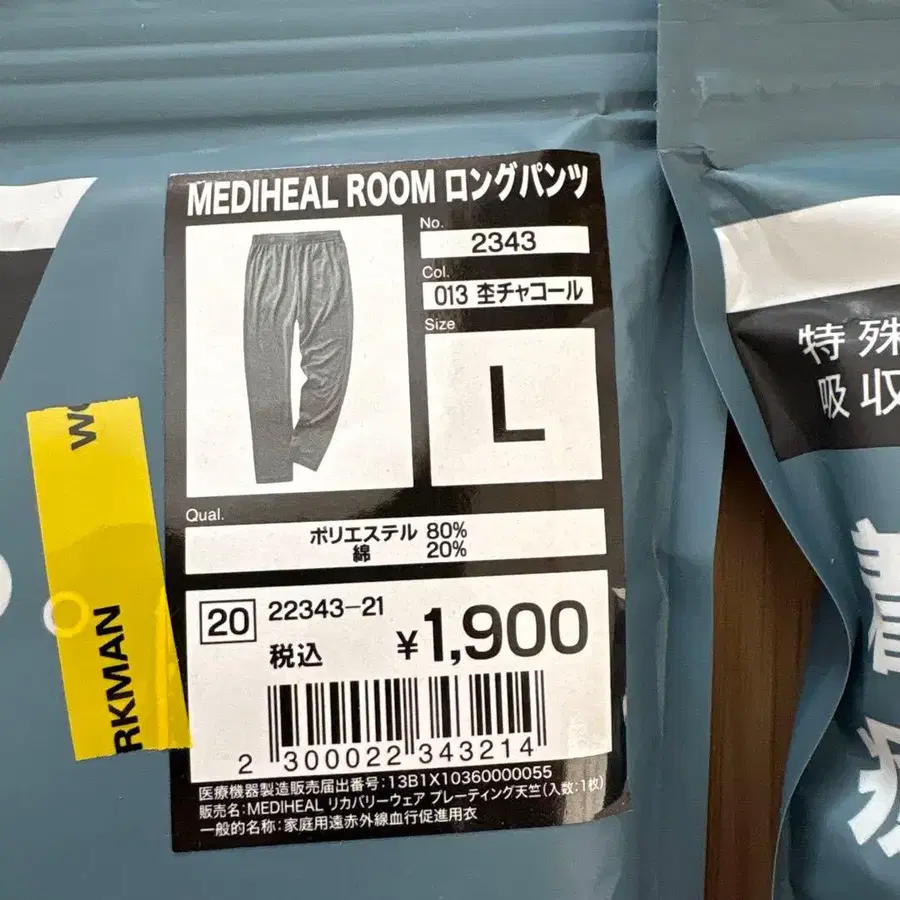 MEDIHEAL ROOM ロングパンツ
No.
2343
Col.
013 杢チャコール
Size
L
Qual.
ポリエステル 80%
綿 20%
20 22343-21
税込 ¥1,900
2 300022 343214
医療機器製造販売届出番号:13B1X10360000055
販売名:MEDIHEAL リカバリーウェア プレーティング天竺(入数:1枚)
一般的名称:家庭用遠赤外線血行促進用衣
WO
RKMAN
特殊
吸収
着